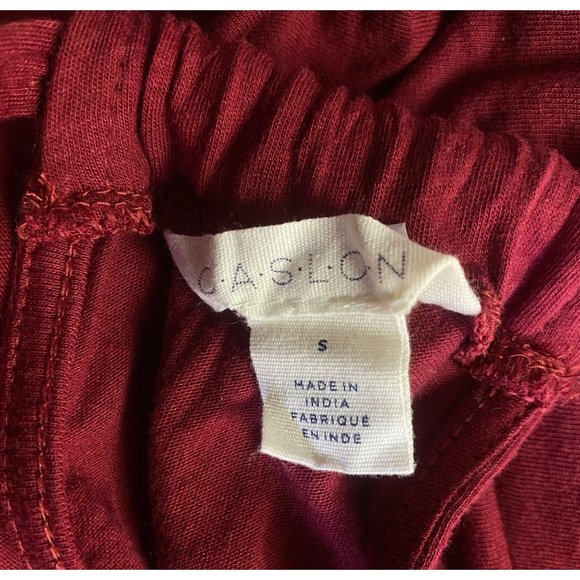 C·A·S·L·O·N
S
MADE IN
INDIA
FABRIQUÉ
EN INDE